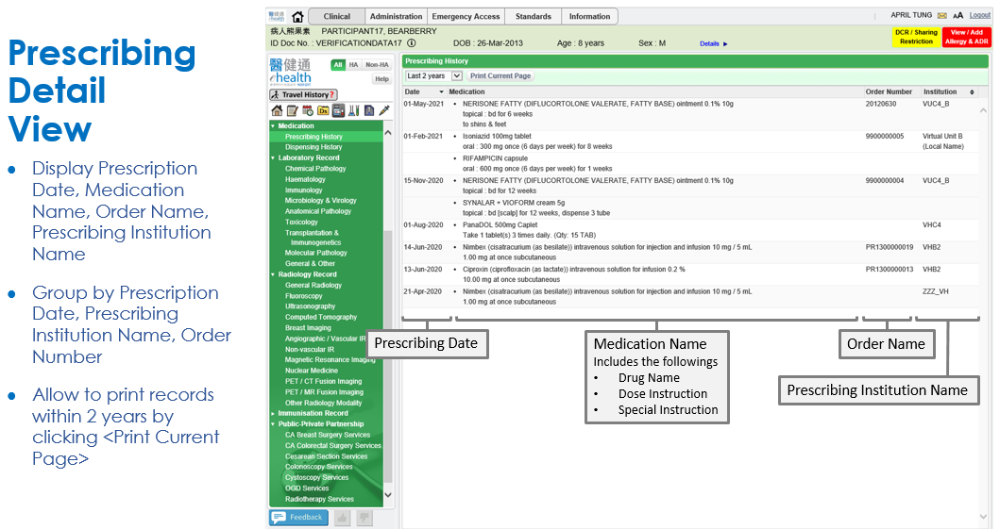 Prescribing
Detail
View
• Display Prescription
Date, Medication
Name, Order Name,
Prescribing Institution
Name
• Group by Prescription
Date, Prescribing
Institution Name, Order
Number
• Allow to print records
within 2 years by
clicking <Print Current
Page>
醫健通
ehealth
Clinical Administration Emergency Access Standards Information
APRIL TUNG AA Logout
病人熊果素 PARTICIPANT17, BEARBERRY
ID Doc No. : VERIFICATIONDATA17 DOB : 26-Mar-2013 Age : 8 years Sex : M Details ►
DCR / Sharing
Restriction
View / Add
Allergy & ADR
醫健通
ehealth
All HA Non-HA
Help
Travel History?
Dx
Medication
Prescribing History
Dispensing History
Laboratory Record
Chemical Pathology
Haematology
Immunology
Microbiology & Virology
Anatomical Pathology
Toxicology
Transplantation &
Immunogenetics
Molecular Pathology
General & Other
Radiology Record
General Radiology
Fluoroscopy
Ultrasonography
Computed Tomography
Breast Imaging
Angiographic / Vascular IR
Non-vascular IR
Magnetic Resonance Imaging
Nuclear Medicine
PET / CT Fusion Imaging
PET / MR Fusion Imaging
Other Radiology Modality
Immunisation Record
Public-Private Partnership
CA Breast Surgery Services
CA Colorectal Surgery Services
Cesarean Section Services
Colonoscopy Services
Cystoscopy Services
OGD Services
Radiotherapy Services
Feedback
Prescribing History
Last 2 years Print Current Page
Date Medication Order Number Institution
01-May-2021 • NERISONE FATTY (DIFLUCORTOLONE VALERATE, FATTY BASE) ointment 0.1% 10g 20120630 VUC4_B
topical : bd for 6 weeks
to shins & feet
01-Feb-2021 • Isoniazid 100mg tablet 9900000005 Virtual Unit B
oral : 300 mg once (6 days per week) for 8 weeks (Local Name)
• RIFAMPICIN capsule
oral : 600 mg once (6 days per week) for 1 weeks
15-Nov-2020 • NERISONE FATTY (DIFLUCORTOLONE VALERATE, FATTY BASE) ointment 0.1% 10g 9900000004 VUC4_B
topical : bd for 12 weeks
• SYNALAR + VIOFORM cream 5g
topical : bd [scalp] for 12 weeks, dispense 3 tube
01-Aug-2020 • PanaDOL 500mg Caplet VHC4
Take 1 tablet(s) 3 times daily. (Qty: 15 TAB)
14-Jun-2020 • Nimbex (cisatracurium (as besilate)) intravenous solution for injection and infusion 10 mg / 5 mL PR1300000019 VHB2
1.00 mg at once subcutaneous
13-Jun-2020 • Ciproxin (ciprofloxacin (as lactate)) intravenous solution for infusion 0.2 % PR1300000013 VHB2
10.00 mg at once subcutaneous
21-Apr-2020 • Nimbex (cisatracurium (as besilate)) intravenous solution for injection and infusion 10 mg / 5 mL ZZZ_VH
1.00 mg at once subcutaneous
Prescribing Date
Medication Name
Includes the followings
• Drug Name
• Dose Instruction
• Special Instruction
Order Name
Prescribing Institution Name